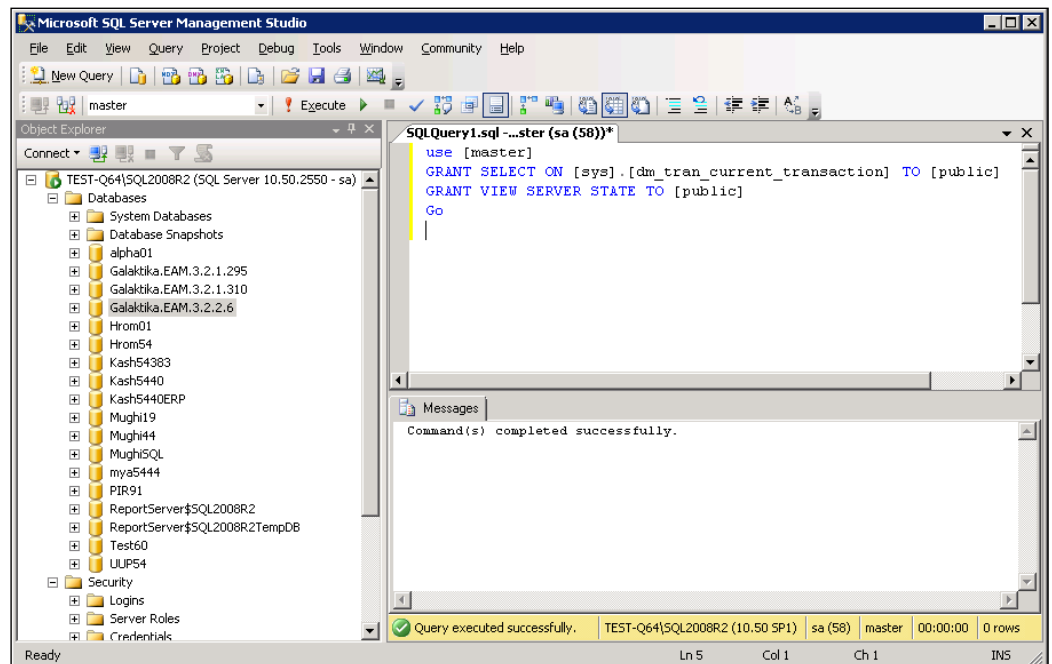 Microsoft SQL Server Management Studio
File Edit View Query Project Debug Tools Window Community Help
New Query
master Execute
Object Explorer
Connect
TEST-Q64\SQL2008R2 (SQL Server 10.50.2550 - sa)
Databases
System Databases
Database Snapshots
alpha01
Galaktika.EAM.3.2.1.295
Galaktika.EAM.3.2.1.310
Galaktika.EAM.3.2.2.6
Hrom01
Hrom54
Kash54383
Kash5440
Kash5440ERP
Mughi19
Mughi44
MughiSQL
mya5444
PIR91
ReportServer$SQL2008R2
ReportServer$SQL2008R2TempDB
Test60
UUP54
Security
Logins
Server Roles
Credentials
SQLQuery1.sql -...ster (sa (58))*
use [master]
GRANT SELECT ON [sys].[dm_tran_current_transaction] TO [public]
GRANT VIEW SERVER STATE TO [public]
Go
Messages
Command(s) completed successfully.
Query executed successfully. TEST-Q64\SQL2008R2 (10.50 SP1) sa (58) master 00:00:00 0 rows
Ready Ln 5 Col 1 Ch 1 INS